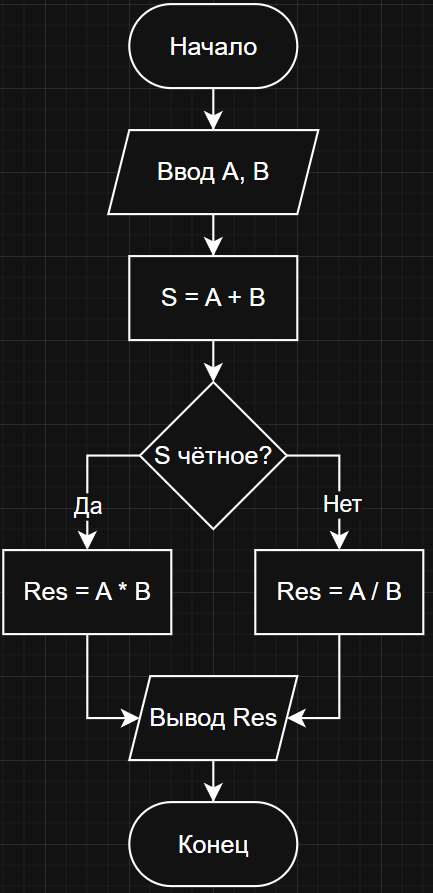 Начало
Ввод A, B
S = A + B
S чётное?
Да
Нет
Res = A * B
Res = A / B
Вывод Res
Конец